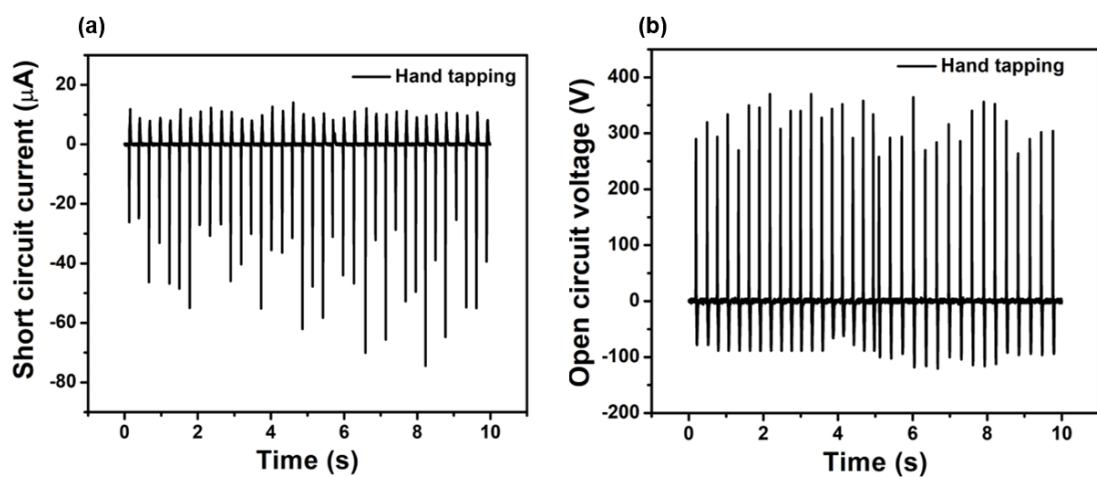 (a)
Short circuit current (μA)
20
0
-20
-40
-60
-80
Hand tapping
0 2 4 6 8 10
Time (s)
(b)
Open circuit voltage (V)
400
300
200
100
0
-100
-200
Hand tapping
0 2 4 6 8 10
Time (s)